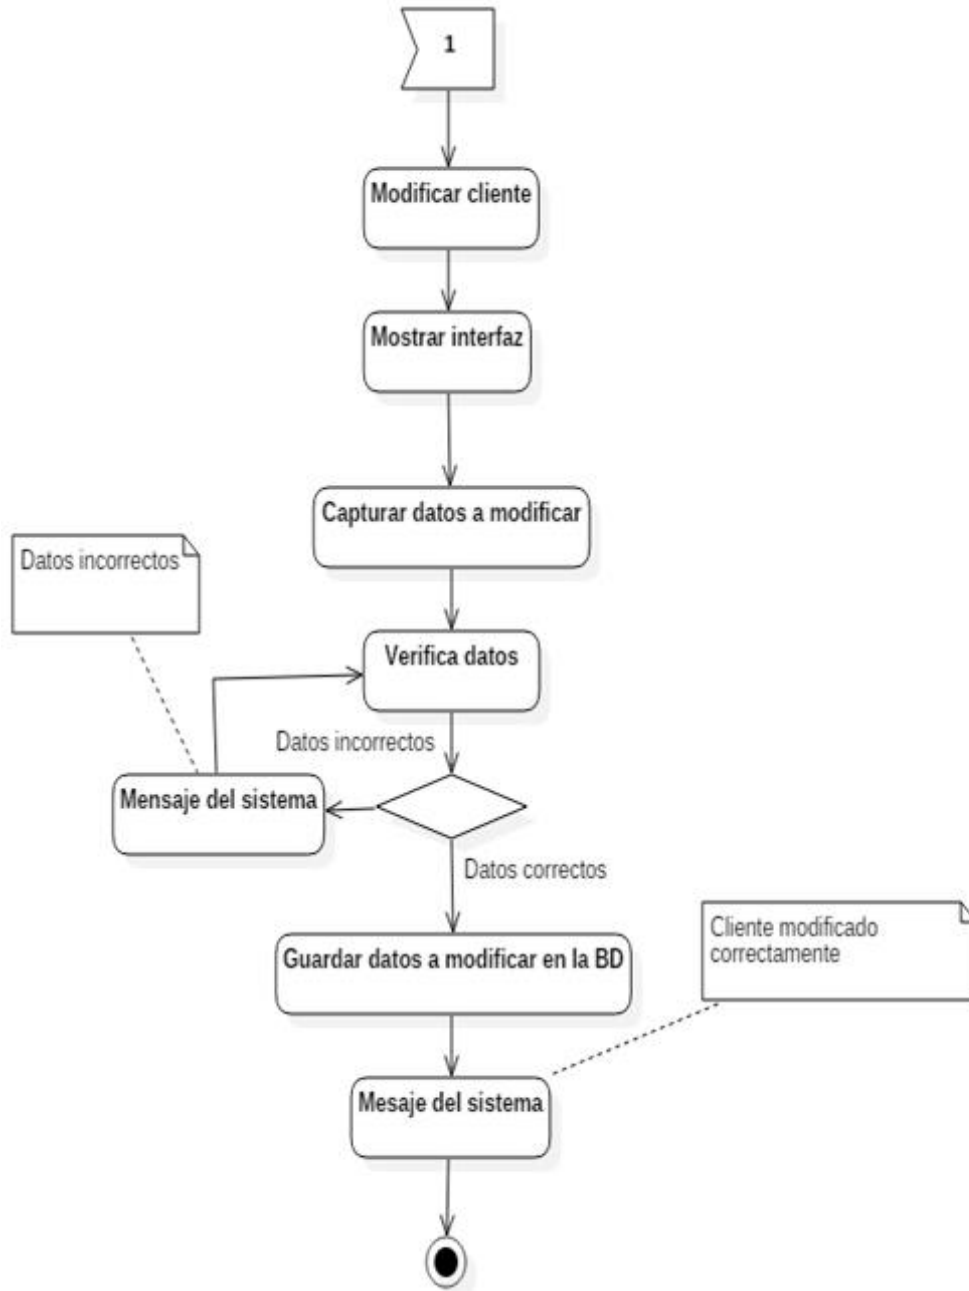 1
Modificar cliente
Mostrar interfaz
Capturar datos a modificar
Datos incorrectos
Verifica datos
Datos incorrectos
Mensaje del sistema
Datos correctos
Cliente modificado
correctamente
Guardar datos a modificar en la BD
Mesaje del sistema